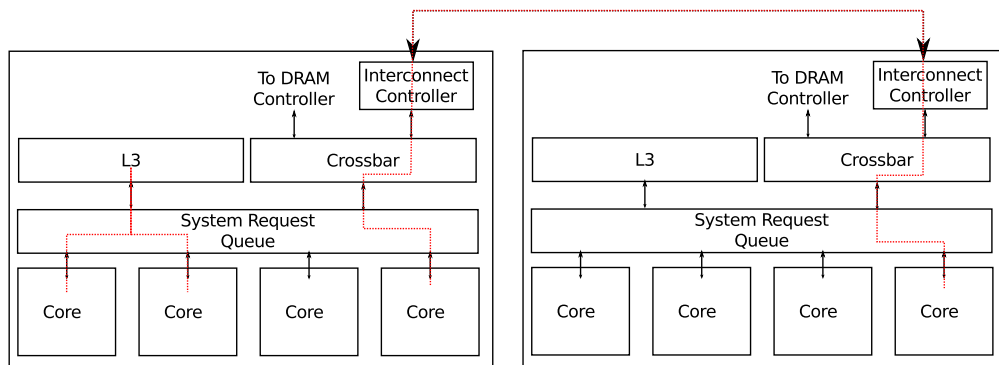 To DRAM
Controller
Interconnect
Controller
L3
Crossbar
System Request
Queue
Core
Core
Core
Core
To DRAM
Controller
Interconnect
Controller
L3
Crossbar
System Request
Queue
Core
Core
Core
Core